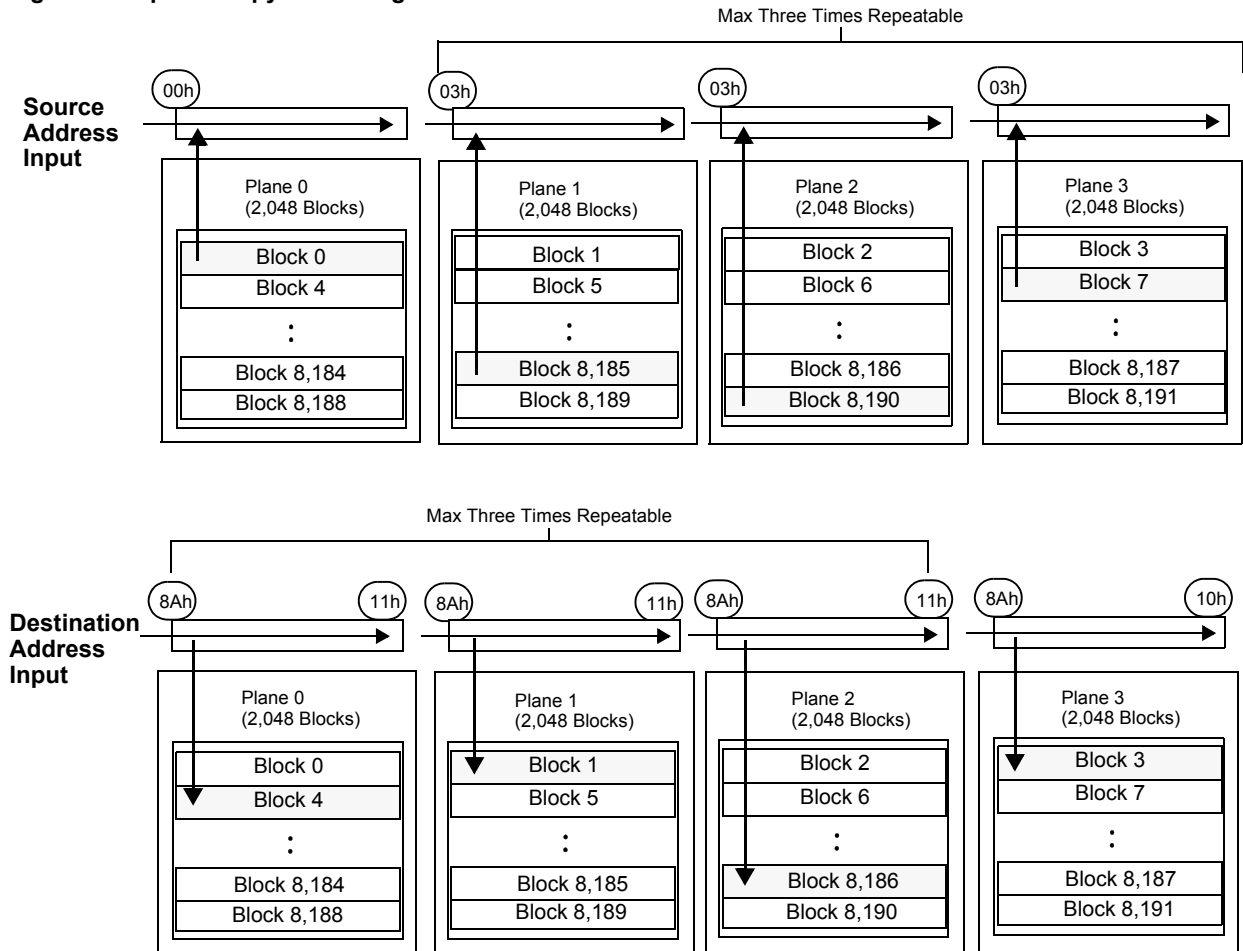 Max Three Times Repeatable
00h
03h
03h
03h
Source
Address
Input
Plane 0
(2,048 Blocks)
Block 0
Block 4
:
Block 8,184
Block 8,188
Plane 1
(2,048 Blocks)
Block 1
Block 5
:
Block 8,185
Block 8,189
Plane 2
(2,048 Blocks)
Block 2
Block 6
:
Block 8,186
Block 8,190
Plane 3
(2,048 Blocks)
Block 3
Block 7
:
Block 8,187
Block 8,191
Max Three Times Repeatable
8Ah
11h
8Ah
11h
8Ah
11h
8Ah
10h
Destination
Address
Input
Plane 0
(2,048 Blocks)
Block 0
Block 4
:
Block 8,184
Block 8,188
Plane 1
(2,048 Blocks)
Block 1
Block 5
:
Block 8,185
Block 8,189
Plane 2
(2,048 Blocks)
Block 2
Block 6
:
Block 8,186
Block 8,190
Plane 3
(2,048 Blocks)
Block 3
Block 7
:
Block 8,187
Block 8,191